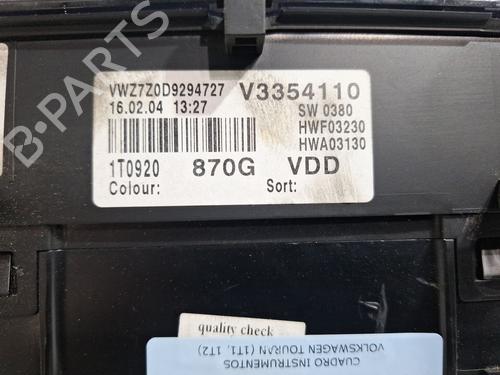 VWZ7Z0D9294727 V3354110
16.02.04 13:27 SW 0380
HWF03230
HWA03130
1T0920 870G VDD
Colour: Sort:
quality check
CUADRO INSTRUMENTOS
VOLKSWAGEN TOURAN (1T1, 1T2)
B-PARTS